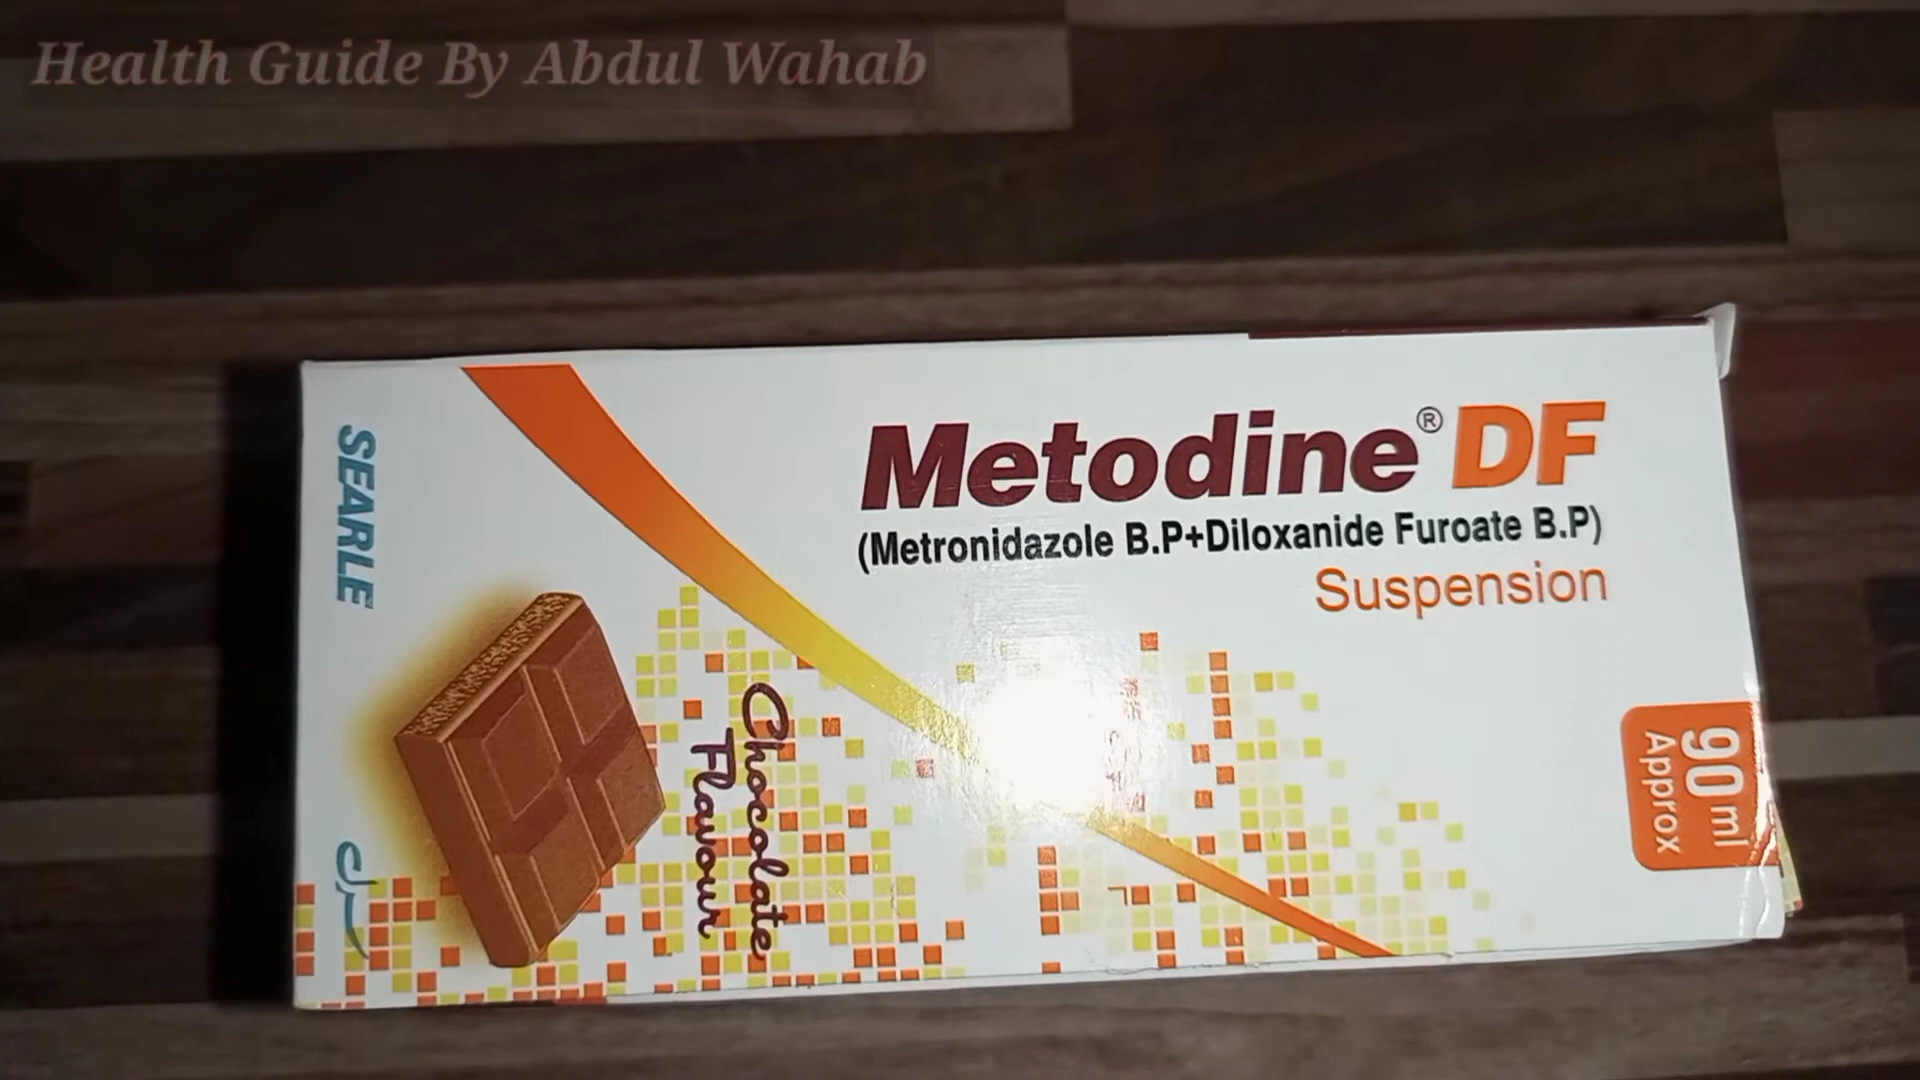 Health Guide By Abdul Wahab
SEARLE
Metodine® DF
(Metronidazole B.P+Diloxanide Furoate B.P)
Suspension
Chocolate
Flavour
90 ml
Approx